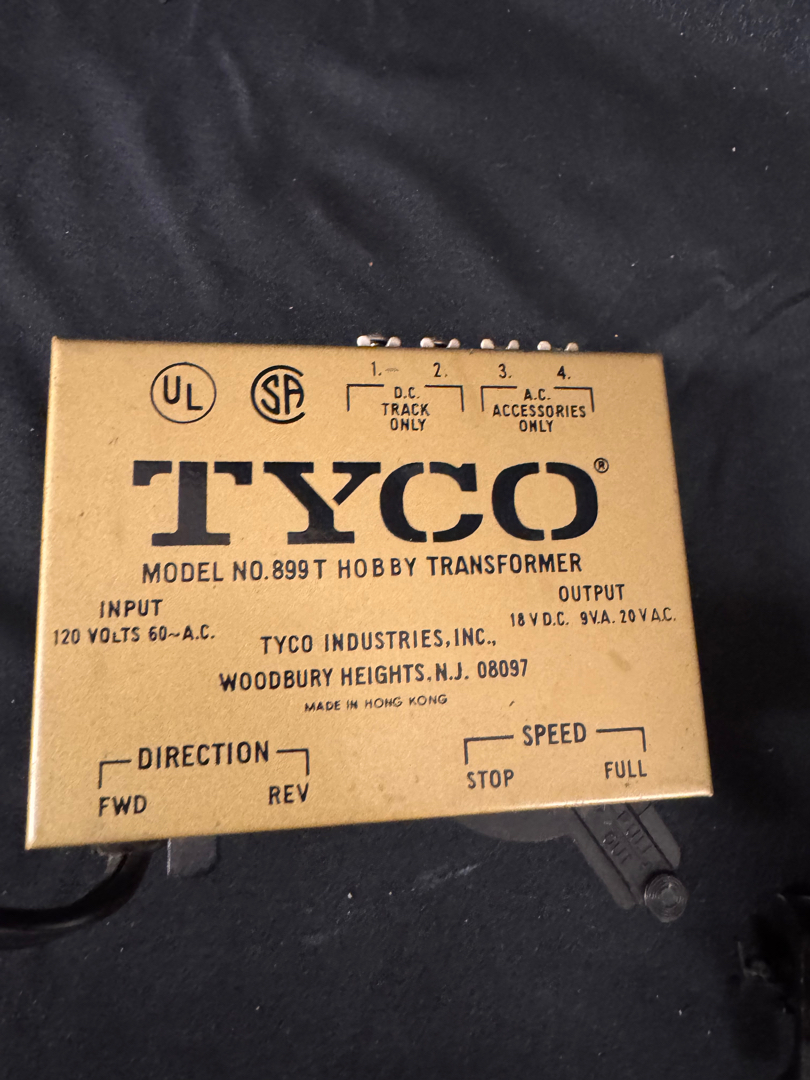 UL SA
1. 2. 3. 4.
D.C. TRACK ONLY
A.C. ACCESSORIES ONLY
TYCO®
MODEL NO.899T HOBBY TRANSFORMER
INPUT
120 VOLTS 60~A.C.
OUTPUT
18 V D.C. 9V.A. 20 V A.C.
TYCO INDUSTRIES, INC.,
WOODBURY HEIGHTS, N.J. 08097
MADE IN HONG KONG
DIRECTION
FWD REV
SPEED
STOP FULL